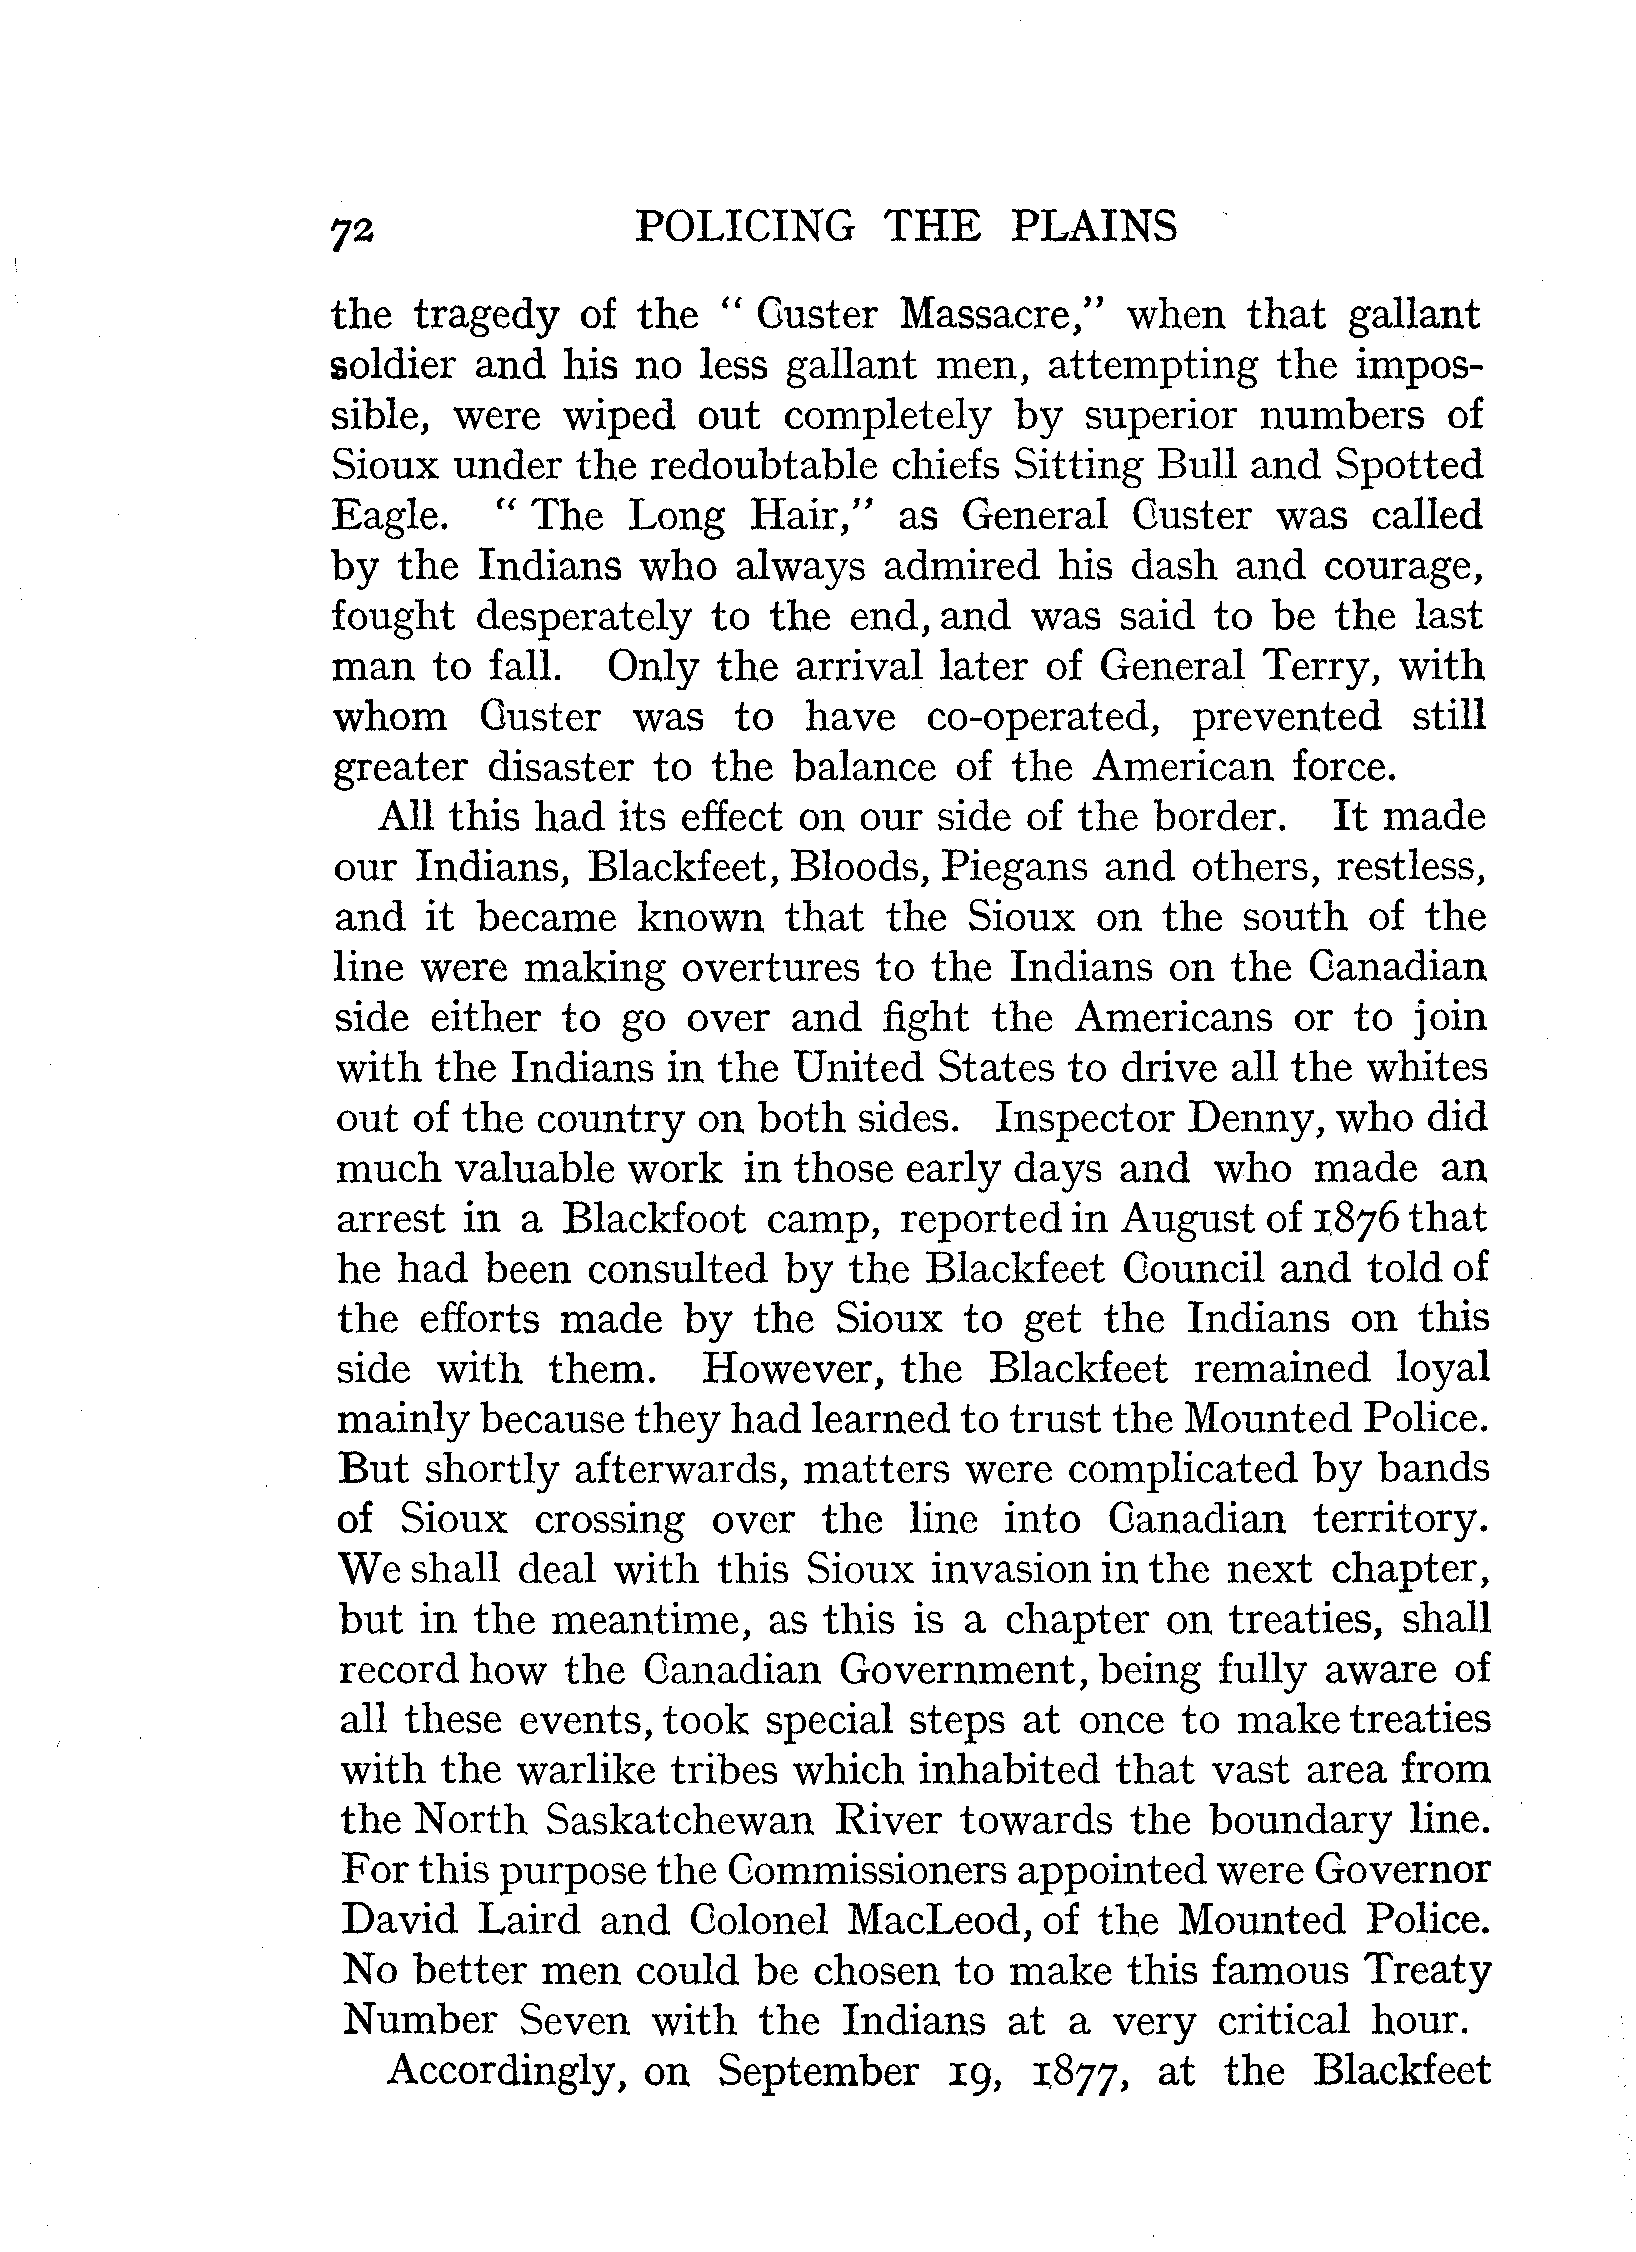 72 POLICING THE PLAINS
the tragedy of the “ Custer Massacre,” when that gallant
soldier and his no less gallant men, attempting the impos-
sible, were wiped out completely by superior numbers of
Sioux under the redoubtable chiefs Sitting Bull and Spotted
Eagle. “ The Long Hair,” as General Custer was called
by the Indians who always admired his dash and courage,
fought desperately to the end, and was said to be the last
man to fall. Only the arrival later of General Terry, with
whom Custer was to have co-operated, prevented still
greater disaster to the balance of the American force.
All this had its effect on our side of the border. It made
our Indians, Blackfeet, Bloods, Piegans and others, restless,
and it became known that the Sioux on the south of the
line were making overtures to the Indians on the Canadian
side either to go over and fight the Americans or to join
with the Indians in the United States to drive all the whites
out of the country on both sides. Inspector Denny, who did
much valuable work in those early days and who made an
arrest in a Blackfoot camp, reported in August of 1876 that
he had been consulted by the Blackfeet Council and told of
the efforts made by the Sioux to get the Indians on this
side with them. However, the Blackfeet remained loyal
mainly because they had learned to trust the Mounted Police.
But shortly afterwards, matters were complicated by bands
of Sioux crossing over the line into Canadian territory.
We shall deal with this Sioux invasion in the next chapter,
but in the meantime, as this is a chapter on treaties, shall
record how the Canadian Government, being fully aware of
all these events, took special steps at once to make treaties
with the warlike tribes which inhabited that vast area from
the North Saskatchewan River towards the boundary line.
For this purpose the Commissioners appointed were Governor
David Laird and Colonel MacLeod, of the Mounted Police.
No better men could be chosen to make this famous Treaty
Number Seven with the Indians at a very critical hour.
Accordingly, on September 19, 1877, at the Blackfeet